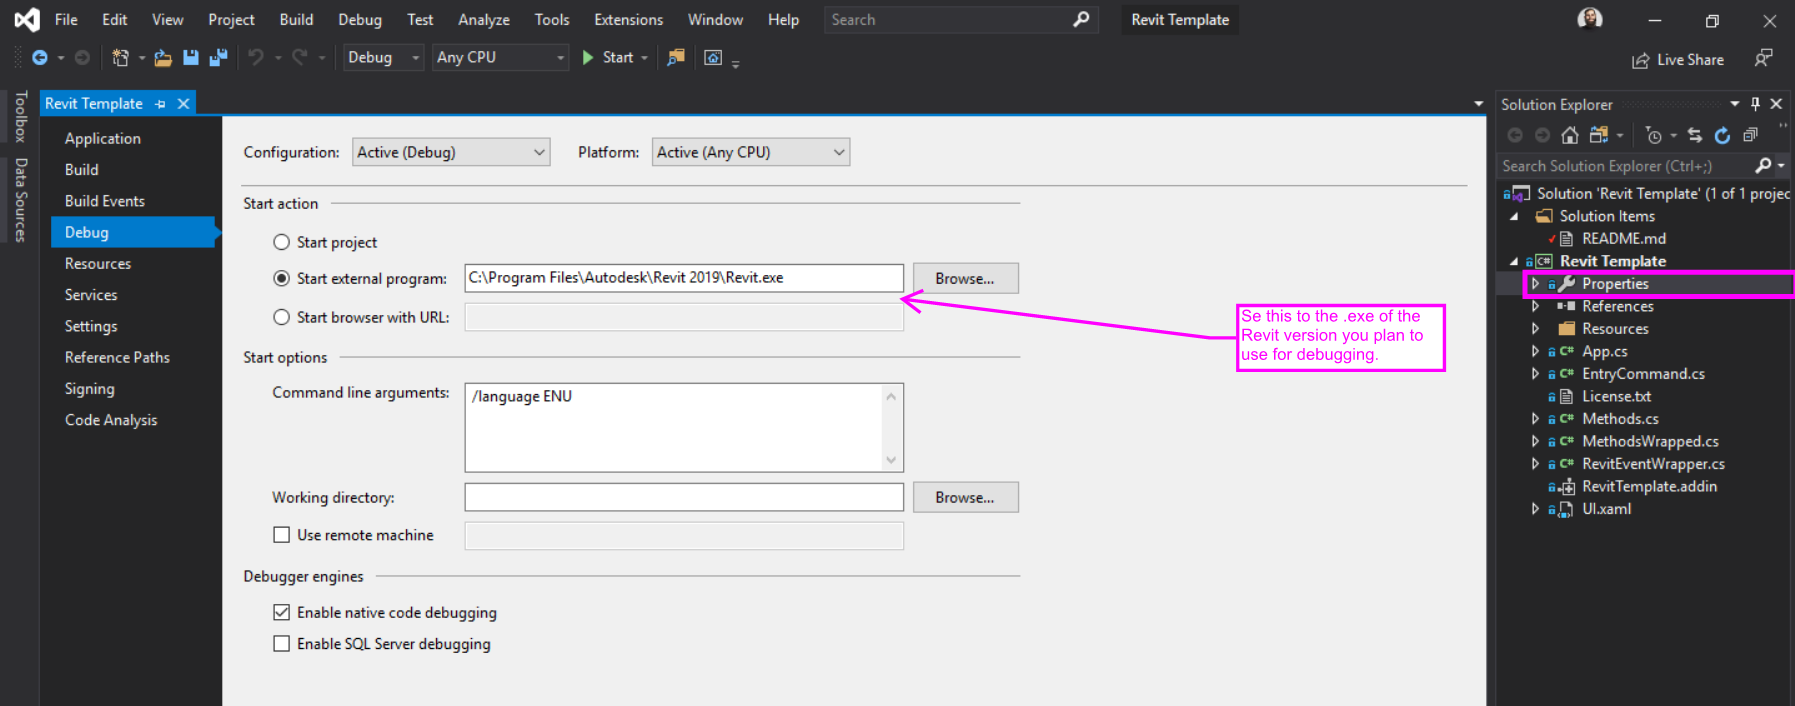 File Edit View Project Build Debug Test Analyze Tools Extensions Window Help Search Revit Template
Debug Any CPU Start Live Share
Toolbox
Data Sources
Revit Template
Application
Build
Build Events
Debug
Resources
Services
Settings
Reference Paths
Signing
Code Analysis
Configuration: Active (Debug) Platform: Active (Any CPU)
Start action
Start project
Start external program: C:\Program Files\Autodesk\Revit 2019\Revit.exe Browse...
Start browser with URL:
Se this to the .exe of the
Revit version you plan to
use for debugging.
Start options
Command line arguments: /language ENU
Working directory: Browse...
Use remote machine
Debugger engines
Enable native code debugging
Enable SQL Server debugging
Solution Explorer
Search Solution Explorer (Ctrl+;)
Solution 'Revit Template' (1 of 1 projec
Solution Items
README.md
C# Revit Template
Properties
References
Resources
C# App.cs
C# EntryCommand.cs
License.txt
C# Methods.cs
C# MethodsWrapped.cs
C# RevitEventWrapper.cs
RevitTemplate.addin
UI.xaml